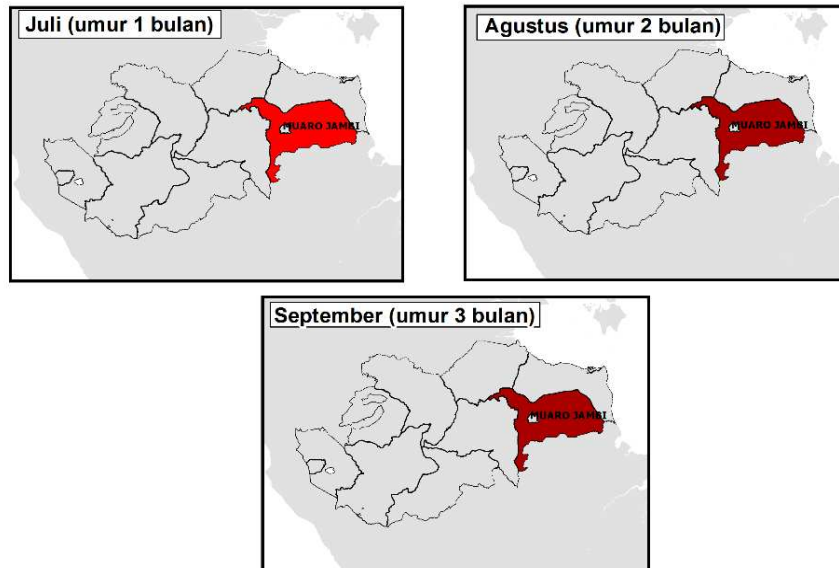 Juli (umur 1 bulan)
MUARO JAMBI
Agustus (umur 2 bulan)
MUARO JAMBI
September (umur 3 bulan)
MUARO JAMBI